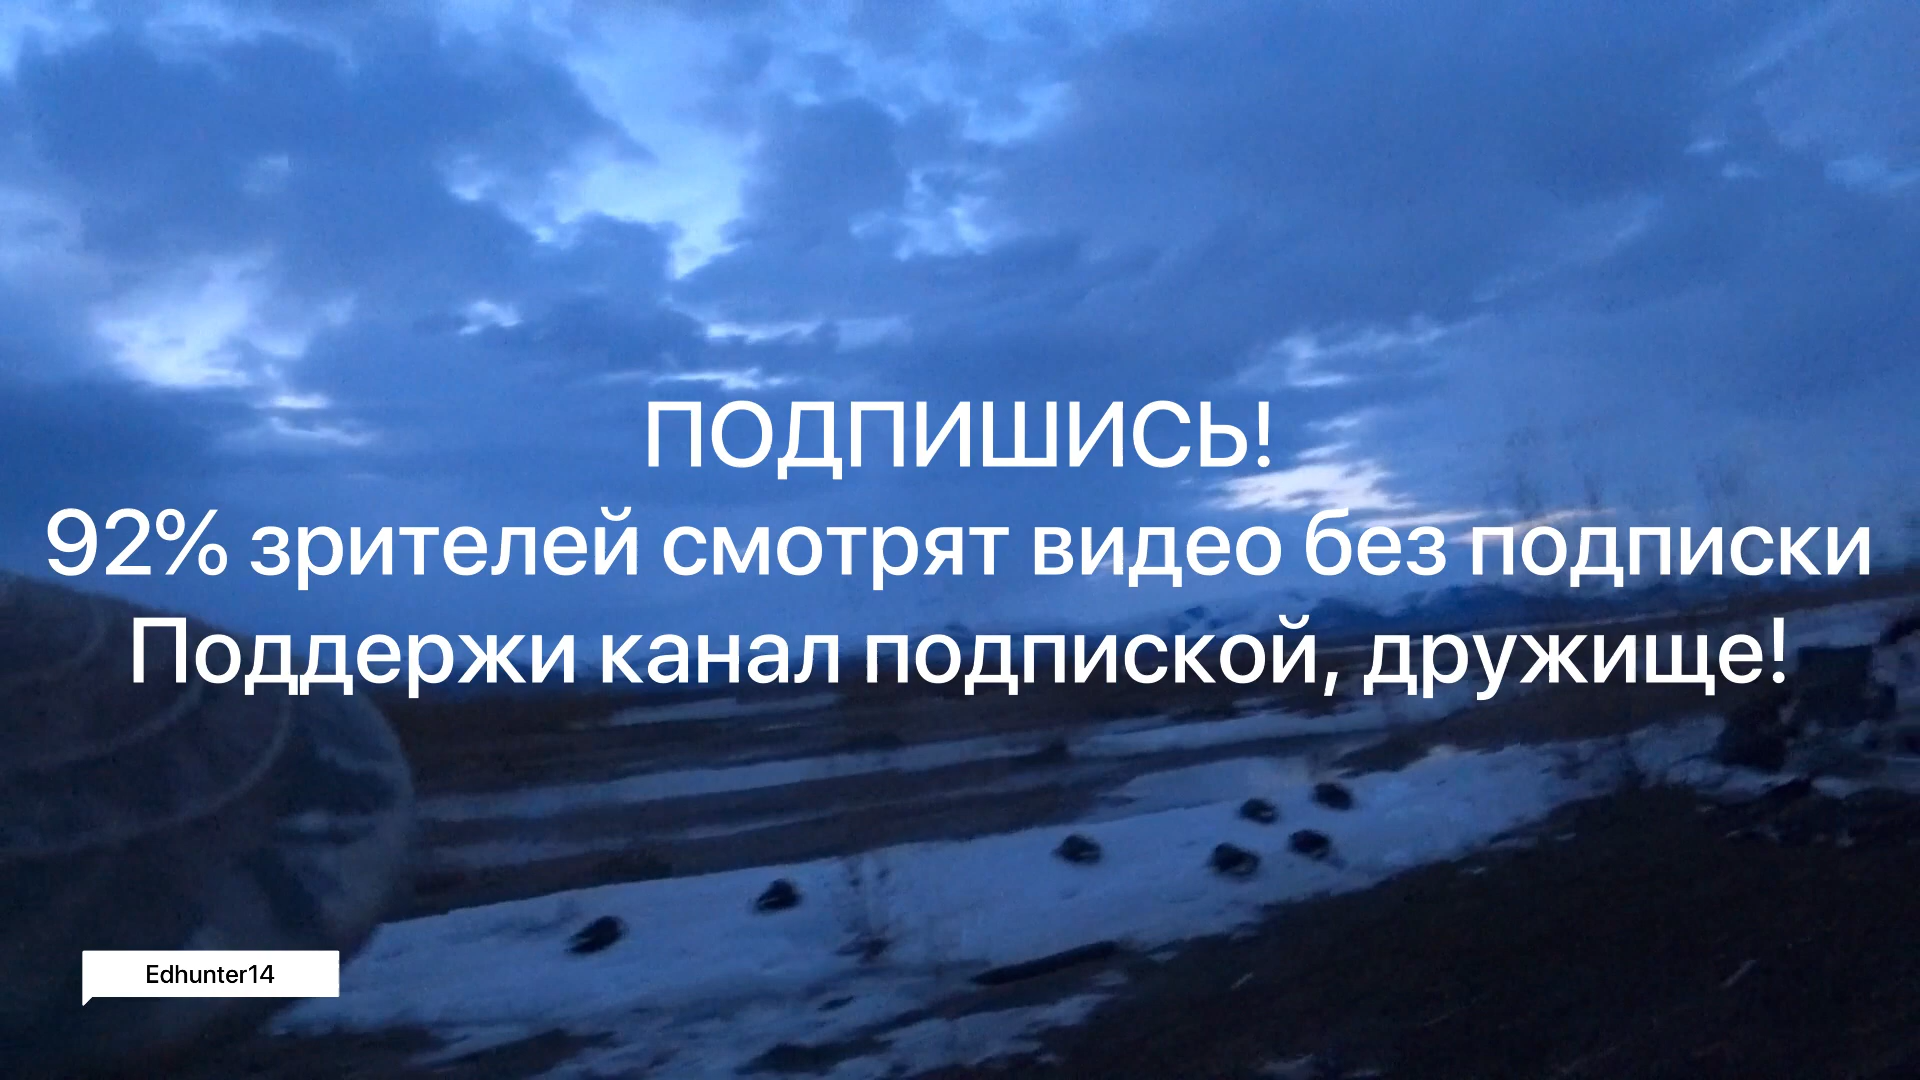 ПОДПИШИСЬ!
92% зрителей смотрят видео без подписки
Поддержи канал подпиской, дружище!
Edhunter14